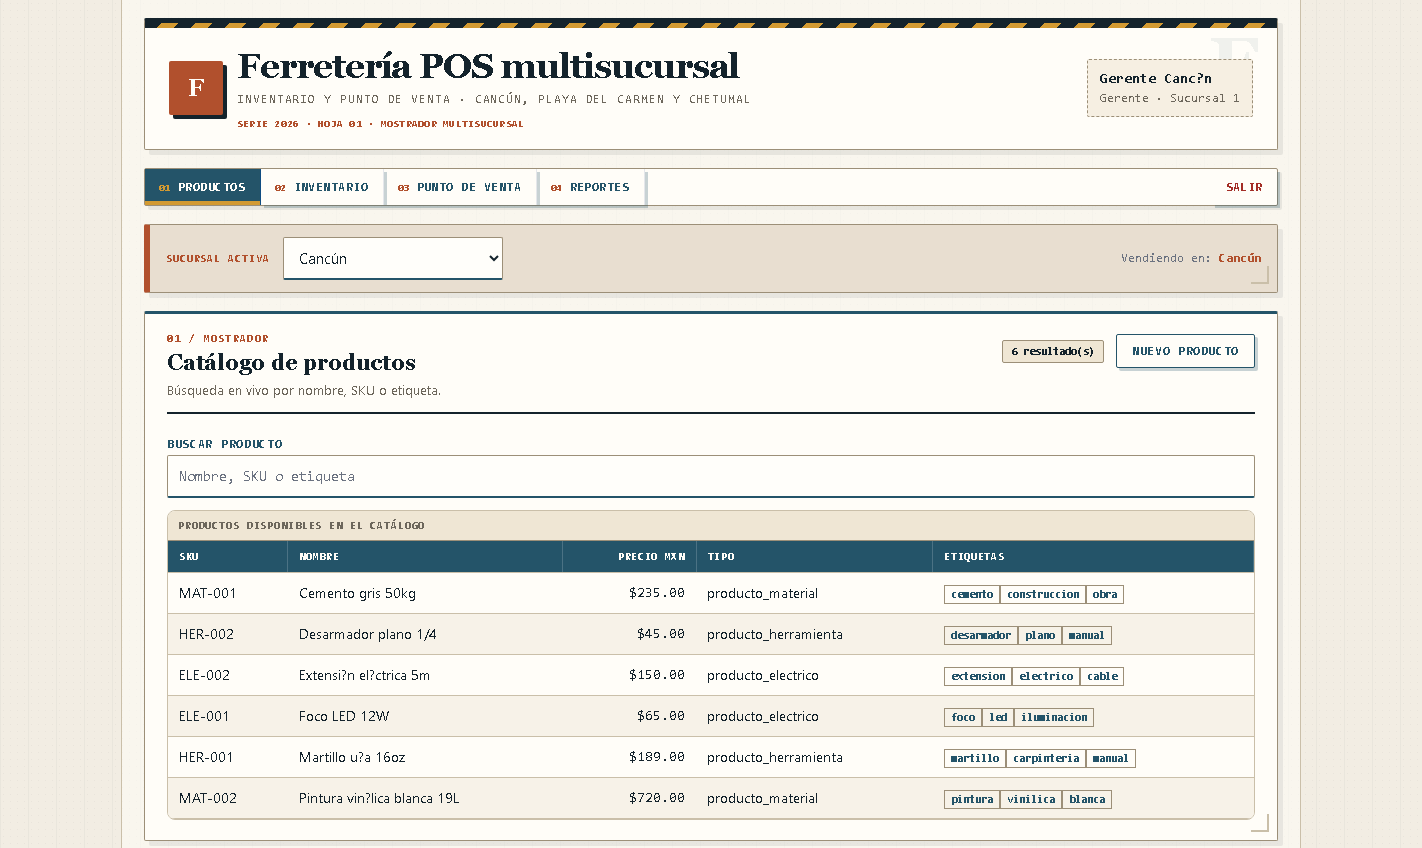 F
Ferretería POS multisucursal
INVENTARIO Y PUNTO DE VENTA · CANCÚN, PLAYA DEL CARMEN Y CHETUMAL
SERIE 2026 · HOJA 01 · MOSTRADOR MULTISUCURSAL
F
Gerente Canc?n
Gerente · Sucursal 1
01 PRODUCTOS
02 INVENTARIO
03 PUNTO DE VENTA
04 REPORTES
SALIR
SUCURSAL ACTIVA
Cancún
Vendiendo en: Cancún
01 / MOSTRADOR
Catálogo de productos
Búsqueda en vivo por nombre, SKU o etiqueta.
6 resultado(s)
NUEVO PRODUCTO
BUSCAR PRODUCTO
Nombre, SKU o etiqueta
PRODUCTOS DISPONIBLES EN EL CATÁLOGO
SKU NOMBRE PRECIO MXN TIPO ETIQUETAS
MAT-001 Cemento gris 50kg $235.00 producto_material cemento construccion obra
HER-002 Desarmador plano 1/4 $45.00 producto_herramienta desarmador plano manual
ELE-002 Extensi?n el?ctrica 5m $150.00 producto_electrico extension electrico cable
ELE-001 Foco LED 12W $65.00 producto_electrico foco led iluminacion
HER-001 Martillo u?a 16oz $189.00 producto_herramienta martillo carpinteria manual
MAT-002 Pintura vin?lica blanca 19L $720.00 producto_material pintura vinilica blanca